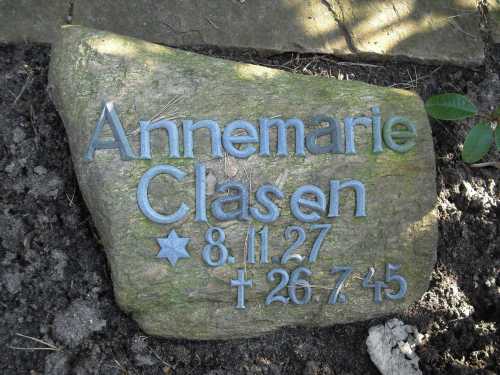 Annemarie
Clasen
✶ 8.11.27
† 26.7.45